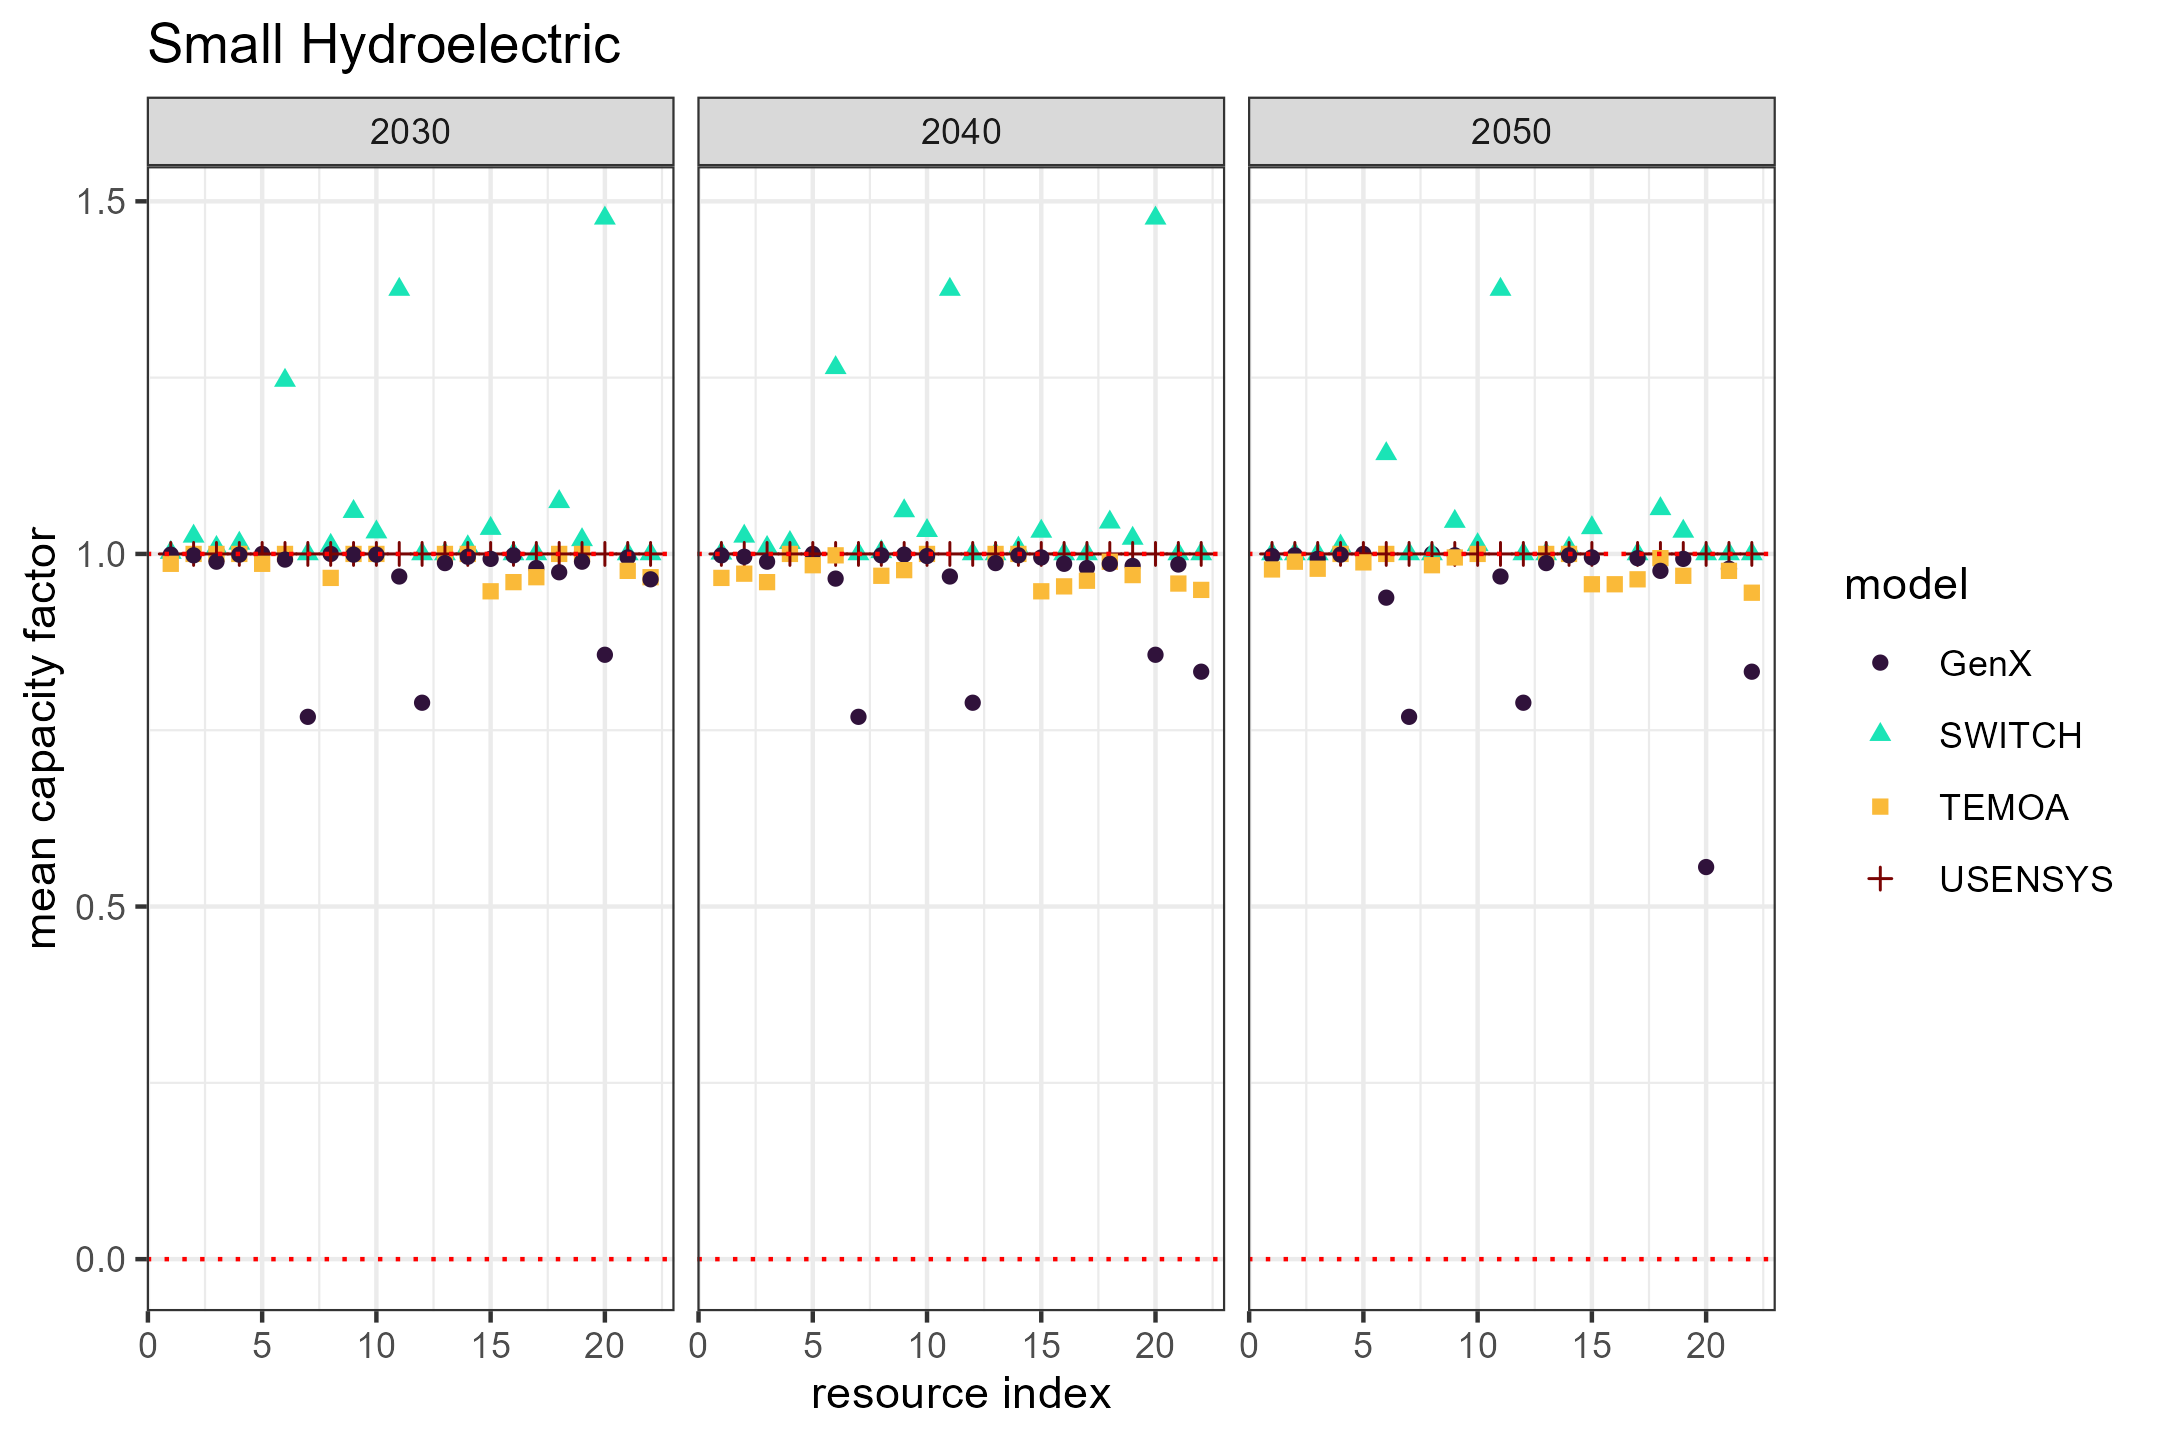 Small Hydroelectric
2030 2040 2050
1.5
1.0
0.5
0.0
mean capacity factor
0 5 10 15 20 0 5 10 15 20 0 5 10 15 20
resource index
model
GenX
SWITCH
TEMOA
USENSYS